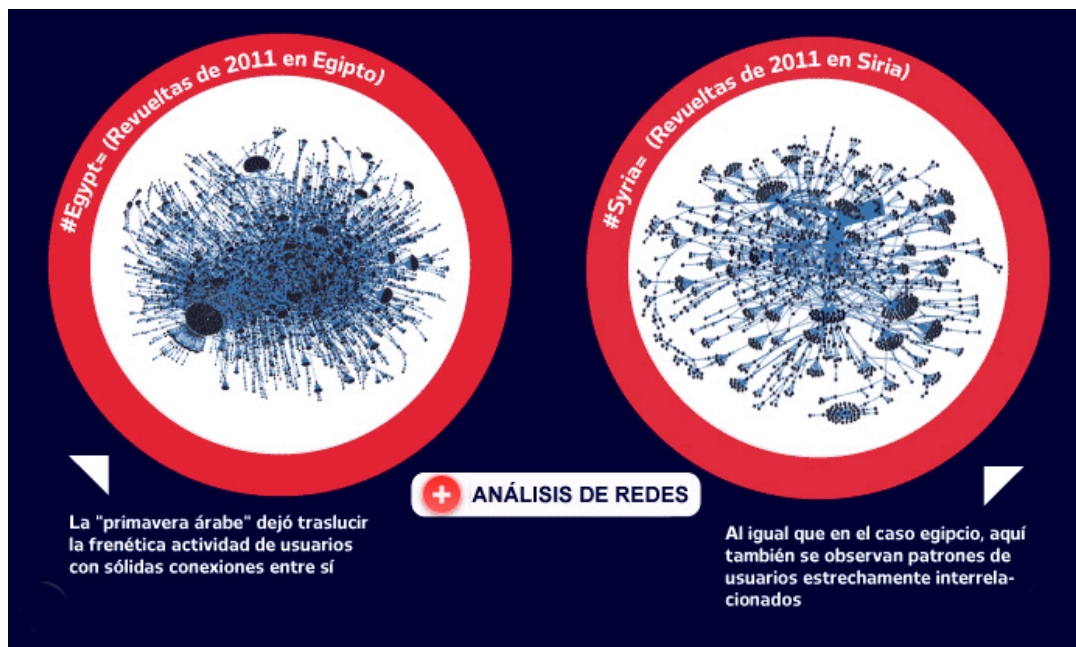 #Egypt= (Revueltas de 2011 en Egipto)
#Syria= (Revueltas de 2011 en Siria)
ANÁLISIS DE REDES
La "primavera árabe" dejó traslucir
la frenética actividad de usuarios
con sólidas conexiones entre sí
Al igual que en el caso egipcio, aquí
también se observan patrones de
usuarios estrechamente interrela-
cionados